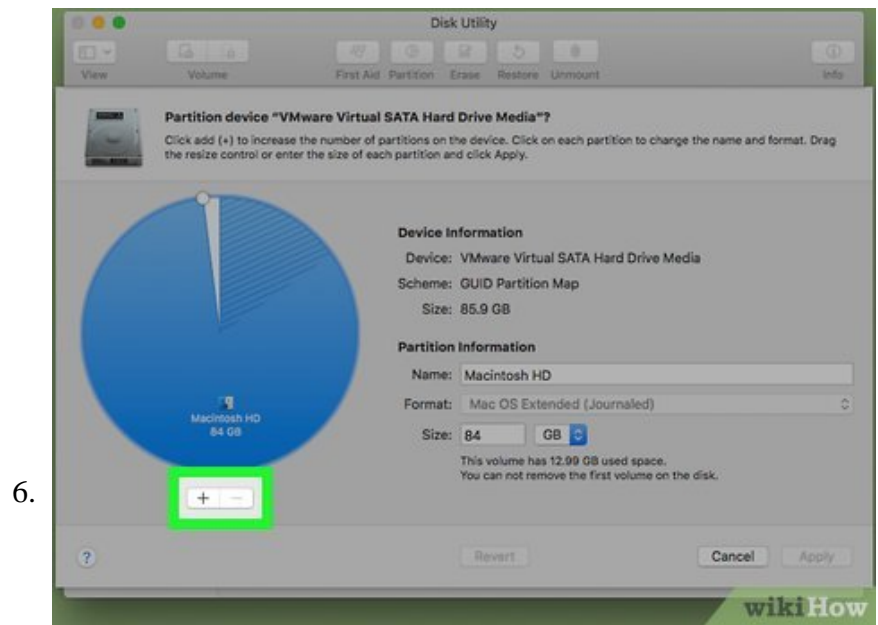 Disk Utility
View
Volume
First Aid
Partition
Erase
Restore
Unmount
Info
Partition device "VMware Virtual SATA Hard Drive Media"?
Click add (+) to increase the number of partitions on the device. Click on each partition to change the name and format. Drag
the resize control or enter the size of each partition and click Apply.
Device Information
Device: VMware Virtual SATA Hard Drive Media
Scheme: GUID Partition Map
Size: 85.9 GB
Partition Information
Name: Macintosh HD
Format: Mac OS Extended (Journaled)
Size: 84 GB
This volume has 12.99 GB used space.
You can not remove the first volume on the disk.
Macintosh HD
84 GB
6.
+ −
?
Revert
Cancel
Apply
wikiHow